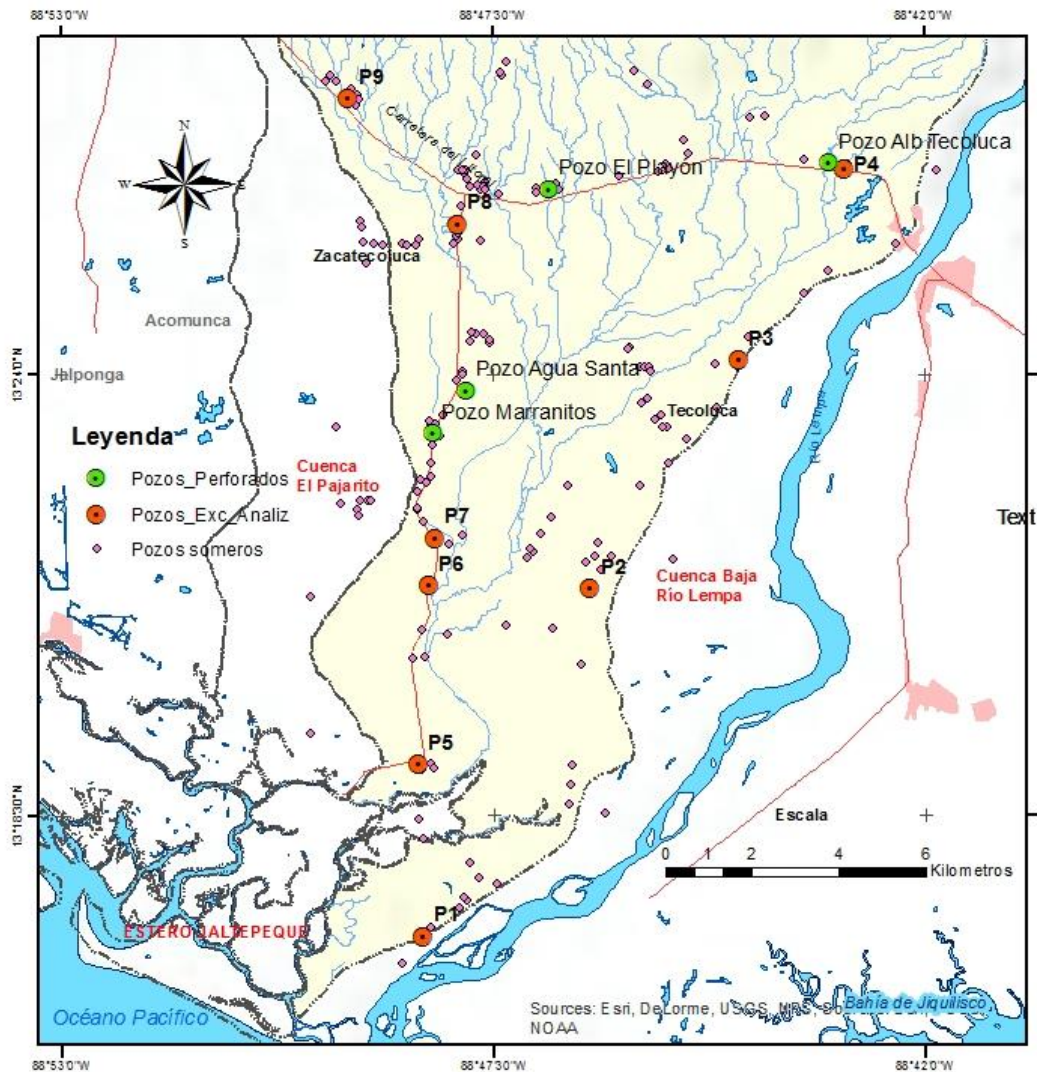 88°53'0"W
88°47'30"W
88°42'0"W
P9
Carretera del Litoral
N
W
E
S
Pozo Alb Tecoluca
P4
Pozo El Playon
P8
Zacatecoluca
Acomunca
P3
13°24'0"N
Jalponga
Pozo Agua Santa
Río Lempa
Pozo Marranitos
Tecoluca
Leyenda
Pozos_Perforados
Pozos_Exc_Analiz
Pozos someros
Cuenca
El Pajarito
Text
P7
P6
P2
Cuenca Baja
Río Lempa
P5
13°18'30"N
Escala
0 1 2 4 6
Kilometros
P1
ESTERO JALTEPEQUE
Océano Pacífico
Sources: Esri, DeLorme, USGS, NPS,
NOAA
Bahía de Jiquilisco
88°53'0"W
88°47'30"W
88°42'0"W